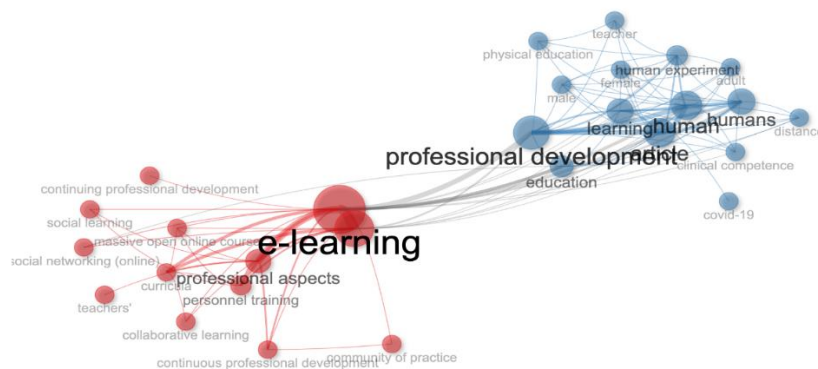 teacher
physical education
human experiment
female
adult
male
learning
human
humans
distance
professional development
article
clinical competence
education
covid-19
continuing professional development
social learning
massive open online course
e-learning
social networking (online)
curricula
professional aspects
personnel training
teachers'
collaborative learning
continuous professional development
community of practice